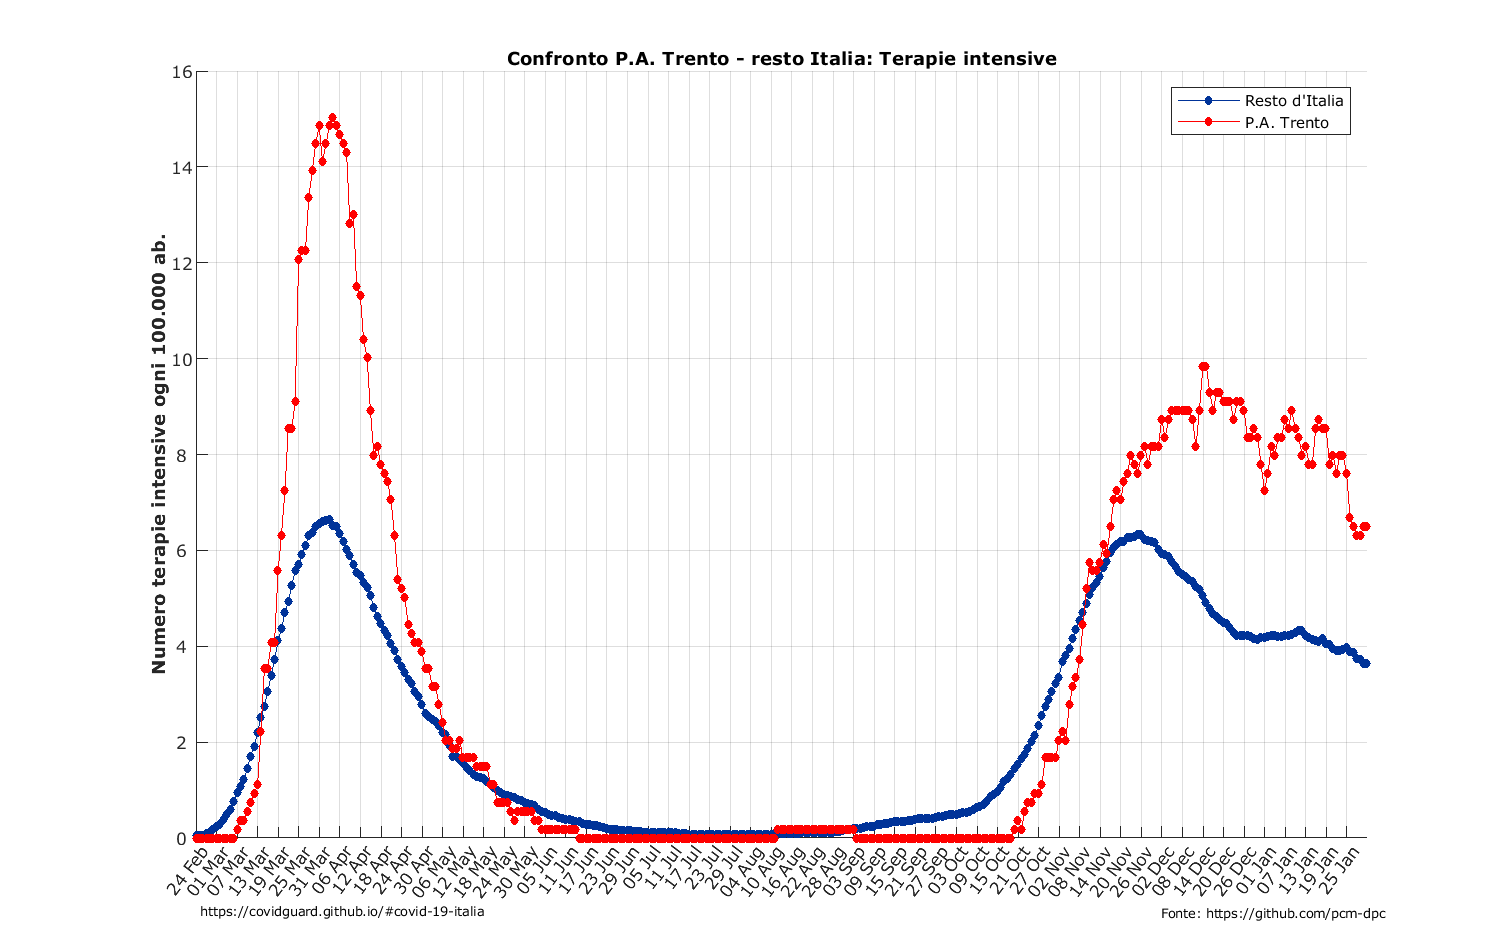 Confronto P.A. Trento - resto Italia: Terapie intensive
Numero terapie intensive ogni 100.000 ab.
16
14
12
10
8
6
4
2
0
Resto d'Italia
P.A. Trento
24 Feb
01 Mar
07 Mar
13 Mar
19 Mar
25 Mar
31 Mar
06 Apr
12 Apr
18 Apr
24 Apr
30 Apr
06 May
12 May
18 May
24 May
30 May
05 Jun
11 Jun
17 Jun
23 Jun
29 Jun
05 Jul
11 Jul
17 Jul
23 Jul
29 Jul
04 Aug
10 Aug
16 Aug
22 Aug
28 Aug
03 Sep
09 Sep
15 Sep
21 Sep
27 Sep
03 Oct
09 Oct
15 Oct
21 Oct
27 Oct
02 Nov
08 Nov
14 Nov
20 Nov
26 Nov
02 Dec
08 Dec
14 Dec
20 Dec
26 Dec
01 Jan
07 Jan
13 Jan
19 Jan
25 Jan
https://covidguard.github.io/#covid-19-italia
Fonte: https://github.com/pcm-dpc